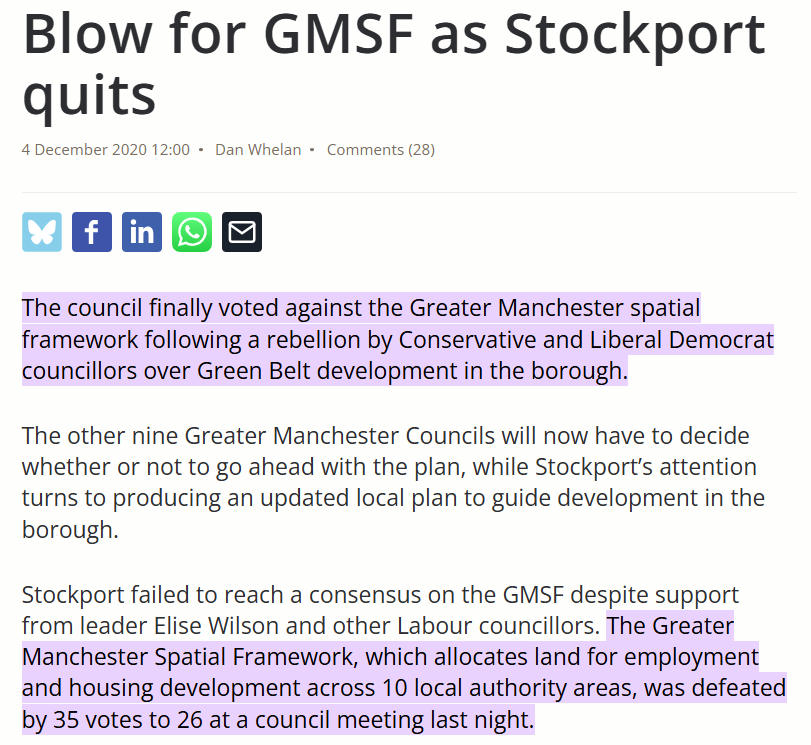 Blow for GMSF as Stockport
quits
4 December 2020 12:00 • Dan Whelan • Comments (28)
f
in
The council finally voted against the Greater Manchester spatial
framework following a rebellion by Conservative and Liberal Democrat
councillors over Green Belt development in the borough.
The other nine Greater Manchester Councils will now have to decide
whether or not to go ahead with the plan, while Stockport’s attention
turns to producing an updated local plan to guide development in the
borough.
Stockport failed to reach a consensus on the GMSF despite support
from leader Elise Wilson and other Labour councillors. The Greater
Manchester Spatial Framework, which allocates land for employment
and housing development across 10 local authority areas, was defeated
by 35 votes to 26 at a council meeting last night.